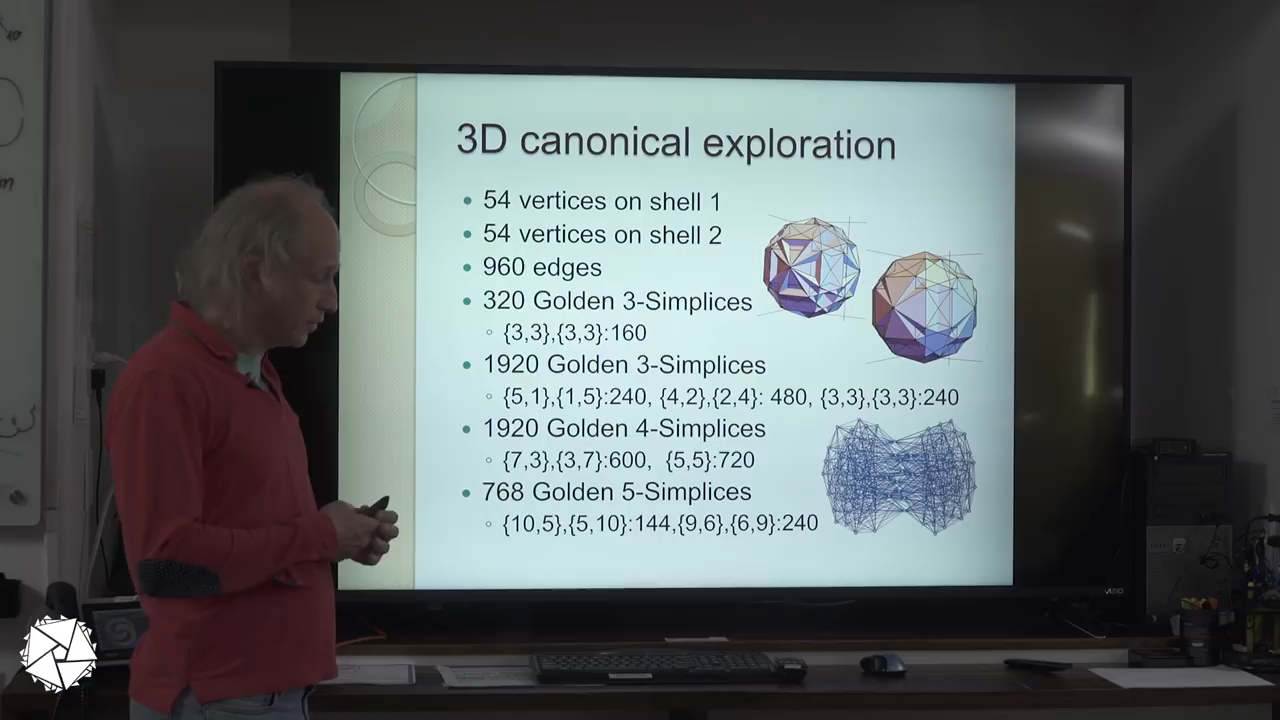 3D canonical exploration
• 54 vertices on shell 1
• 54 vertices on shell 2
• 960 edges
• 320 Golden 3-Simplices
◦ {3,3},{3,3}:160
• 1920 Golden 3-Simplices
◦ {5,1},{1,5}:240, {4,2},{2,4}: 480, {3,3},{3,3}:240
• 1920 Golden 4-Simplices
◦ {7,3},{3,7}:600, {5,5}:720
• 768 Golden 5-Simplices
◦ {10,5},{5,10}:144,{9,6},{6,9}:240
VIZIO